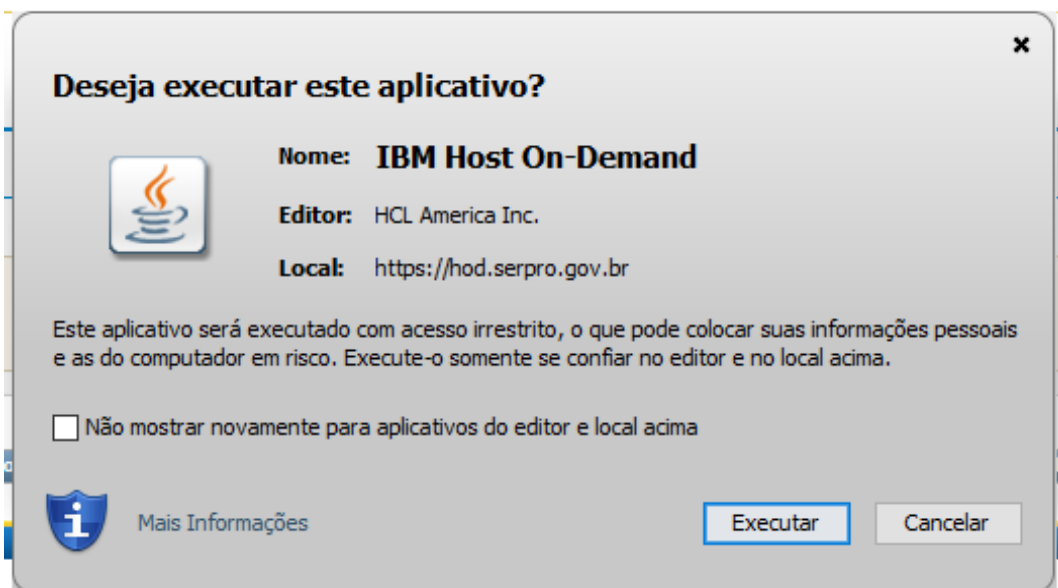 Deseja executar este aplicativo?
Nome: IBM Host On-Demand
Editor: HCL America Inc.
Local: https://hod.serpro.gov.br
Este aplicativo será executado com acesso irrestrito, o que pode colocar suas informações pessoais
e as do computador em risco. Execute-o somente se confiar no editor e no local acima.
Não mostrar novamente para aplicativos do editor e local acima
Mais Informações
Executar
Cancelar